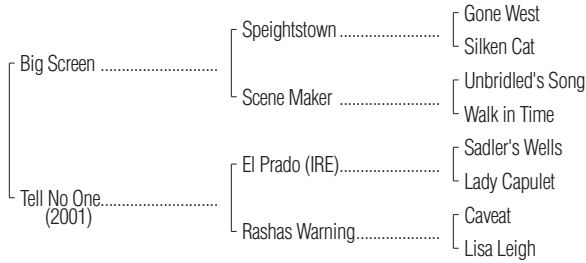 Gone West
Speightstown ....................
Silken Cat
Big Screen ........................
Unbridled's Song
Scene Maker .....................
Walk in Time
Sadler's Wells
El Prado (IRE)....................
Lady Capulet
Tell No One.......................
(2001)
Caveat
Rashas Warning.................
Lisa Leigh